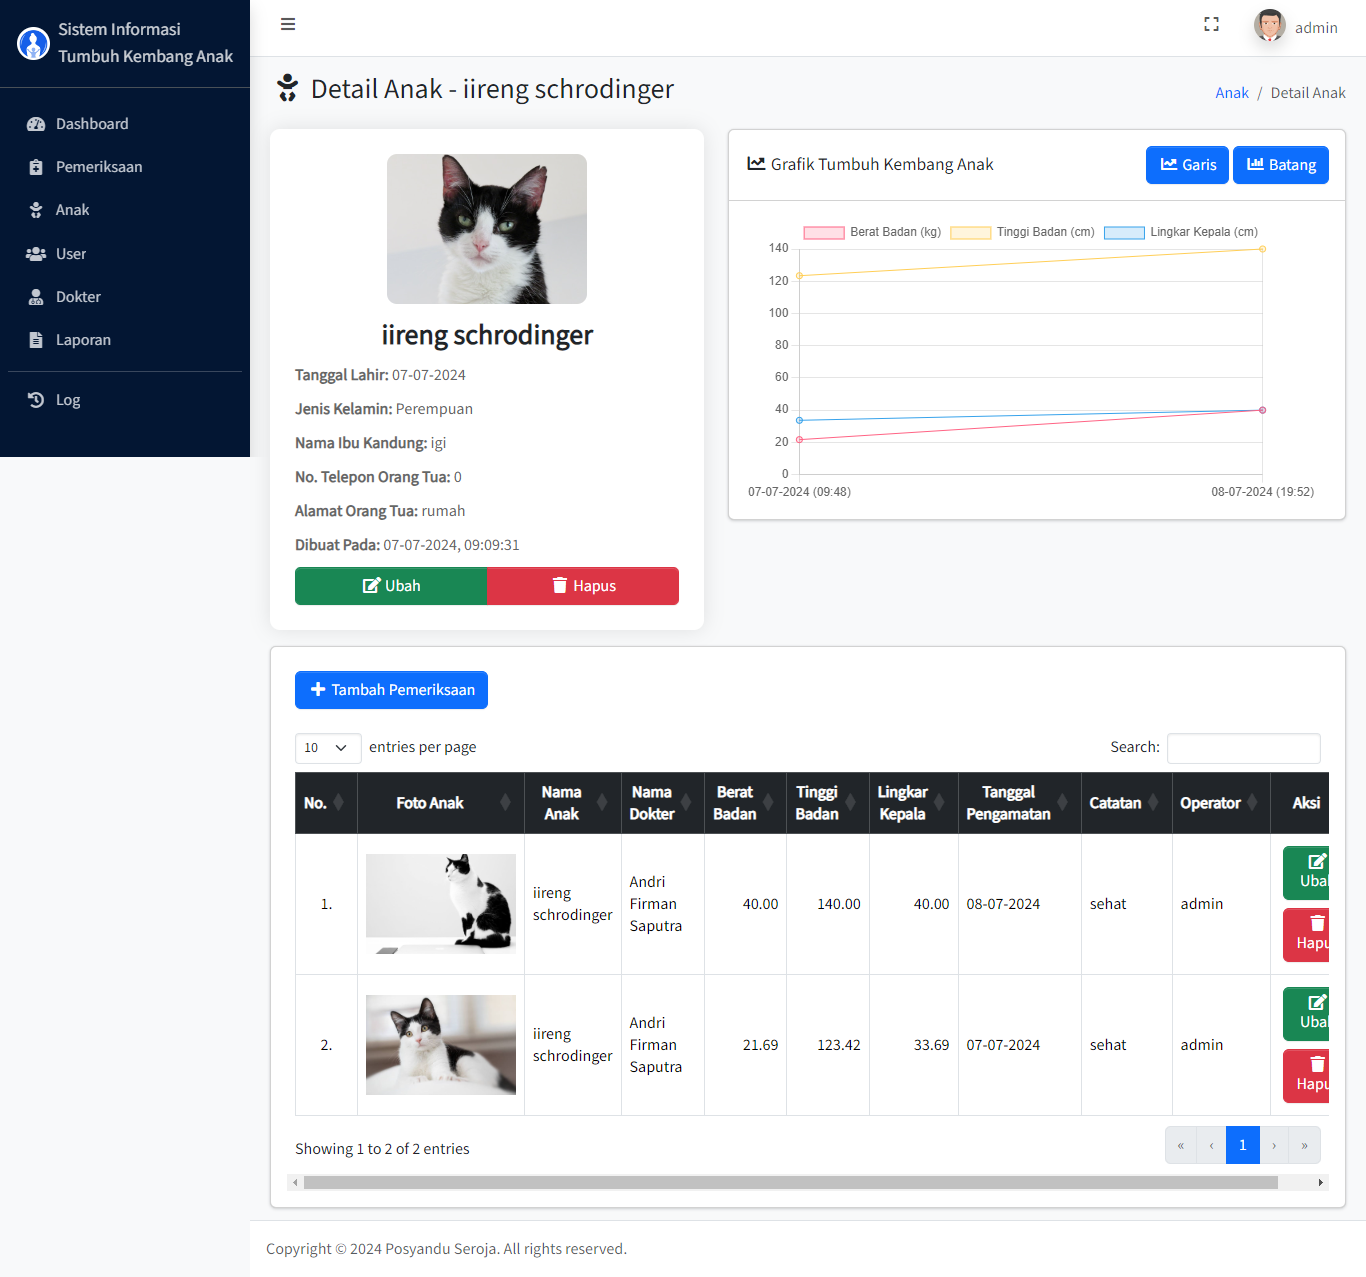 Sistem Informasi
Tumbuh Kembang Anak
admin
Dashboard
Pemeriksaan
Anak
User
Dokter
Laporan
Log
Detail Anak - iireng schrodinger
Anak / Detail Anak
iireng schrodinger
Tanggal Lahir: 07-07-2024
Jenis Kelamin: Perempuan
Nama Ibu Kandung: igi
No. Telepon Orang Tua: 0
Alamat Orang Tua: rumah
Dibuat Pada: 07-07-2024, 09:09:31
Ubah Hapus
Grafik Tumbuh Kembang Anak
Garis Batang
Berat Badan (kg) Tinggi Badan (cm) Lingkar Kepala (cm)
140
120
100
80
60
40
20
0
07-07-2024 (09:48) 08-07-2024 (19:52)
Tambah Pemeriksaan
10 entries per page
Search:
No. Foto Anak Nama Anak Nama Dokter Berat Badan Tinggi Badan Lingkar Kepala Tanggal Pengamatan Catatan Operator Aksi
1. iireng schrodinger Andri Firman Saputra 40.00 140.00 40.00 08-07-2024 sehat admin
Ubah
Hapu
2. iireng schrodinger Andri Firman Saputra 21.69 123.42 33.69 07-07-2024 sehat admin
Ubah
Hapu
Showing 1 to 2 of 2 entries
« ‹ 1 › »
Copyright © 2024 Posyandu Seroja. All rights reserved.